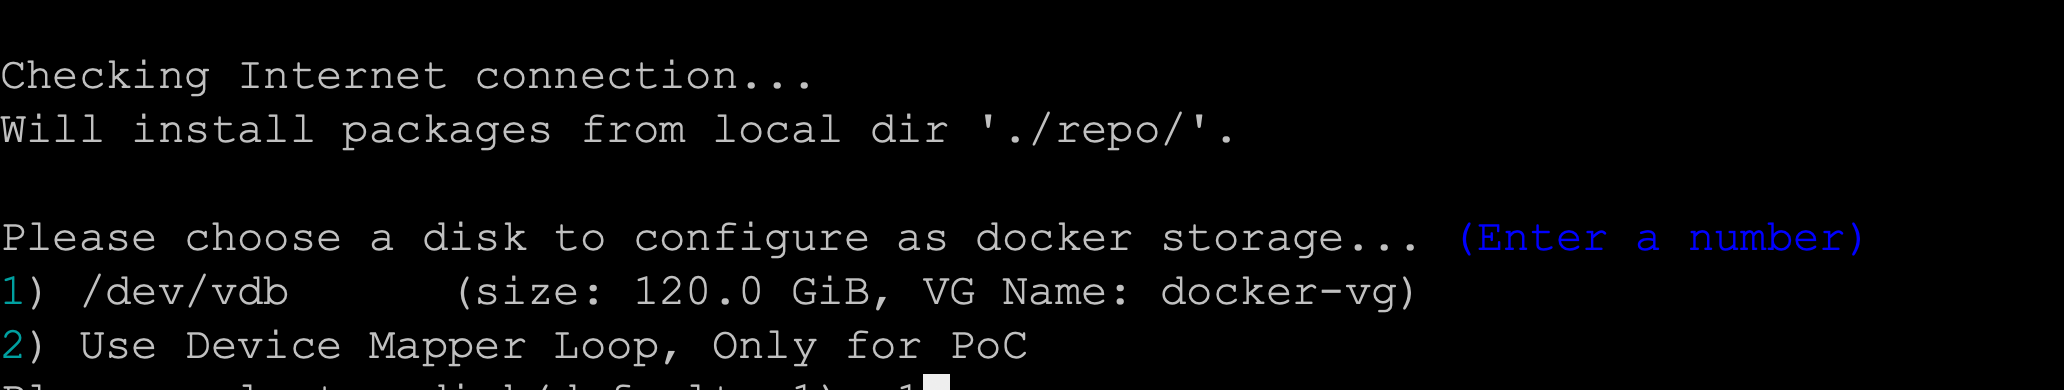 Checking Internet connection...
Will install packages from local dir './repo/'.
Please choose a disk to configure as docker storage... (Enter a number)
1) /dev/vdb      (size: 120.0 GiB, VG Name: docker-vg)
2) Use Device Mapper Loop, Only for PoC